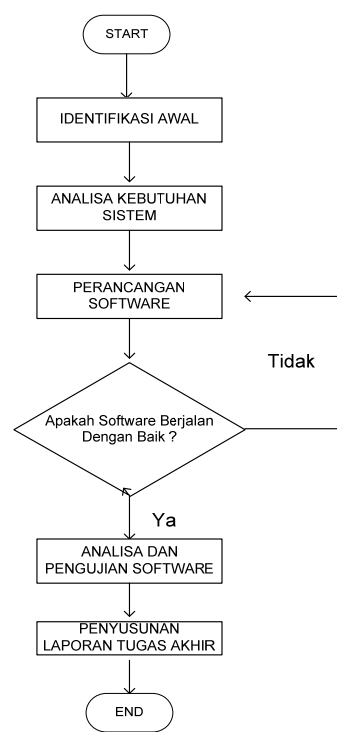 START
IDENTIFIKASI AWAL
ANALISA KEBUTUHAN
SISTEM
PERANCANGAN
SOFTWARE
Tidak
Apakah Software Berjalan
Dengan Baik ?
Ya
ANALISA DAN
PENGUJIAN SOFTWARE
PENYUSUNAN
LAPORAN TUGAS AKHIR
END